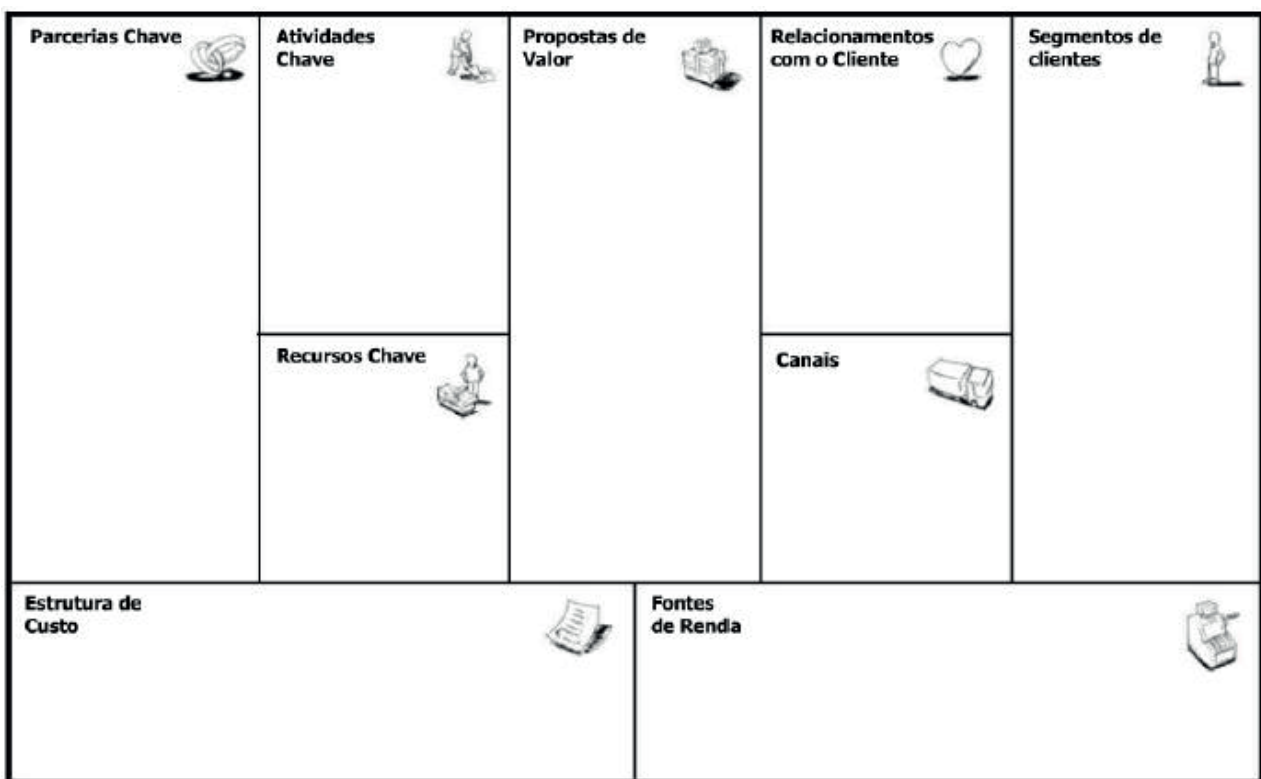 Parcerias Chave
Atividades
Chave
Propostas de
Valor
Relacionamentos
com o Cliente
Segmentos de
clientes
Recursos Chave
Canais
Estrutura de
Custo
Fontes
de Renda